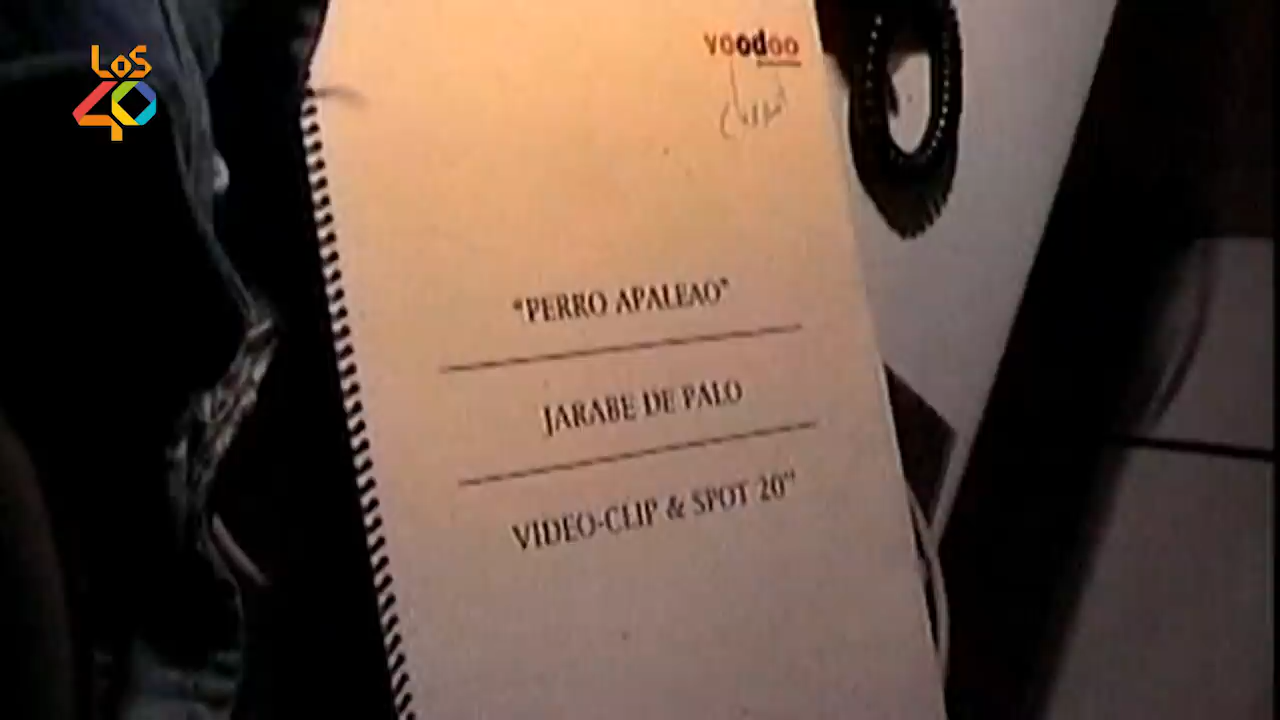 LOS
40
voodoo
"PERRO APALEAO"
JARABE DE PALO
VIDEO-CLIP & SPOT 20"